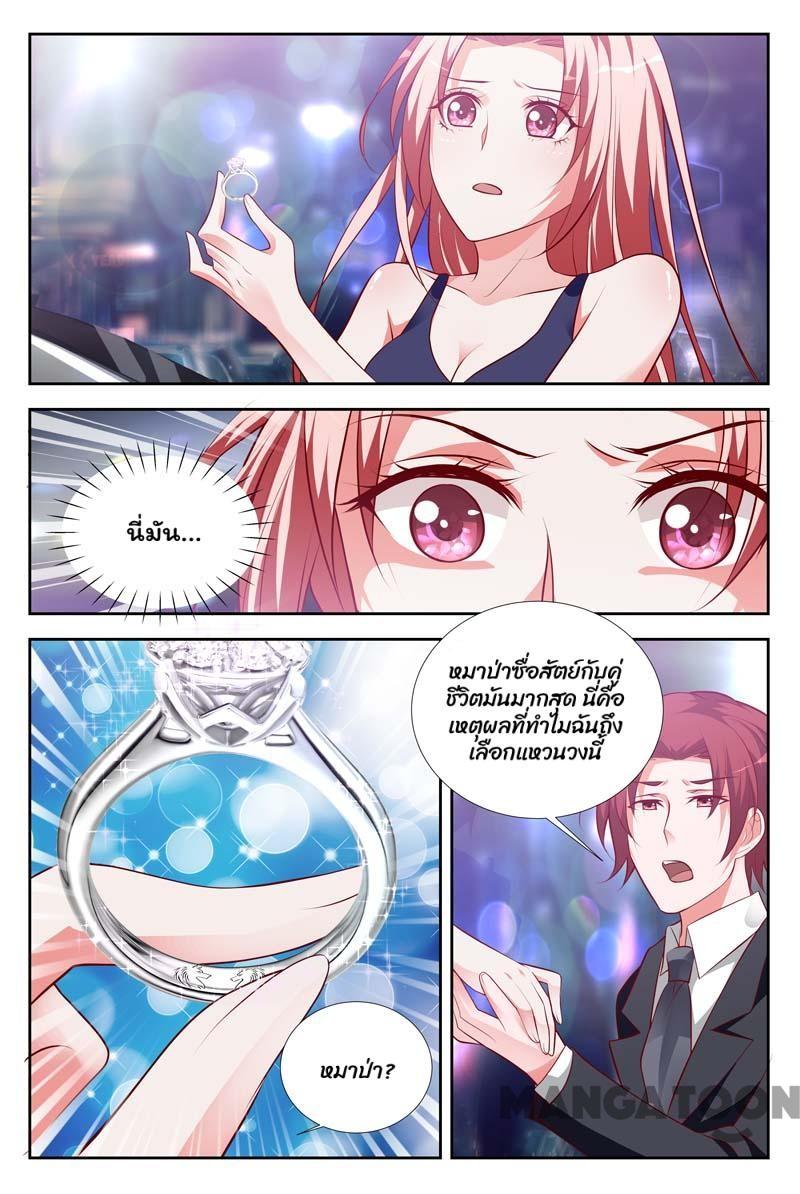 นี่มัน...
หมาป่าซื่อสัตย์กับคู่
ชีวิตมันมากสุด นี่คือ
เหตุผลที่ทำไมฉันถึง
เลือกแหวนวงนี้
หมาป่า?
MANGATOON